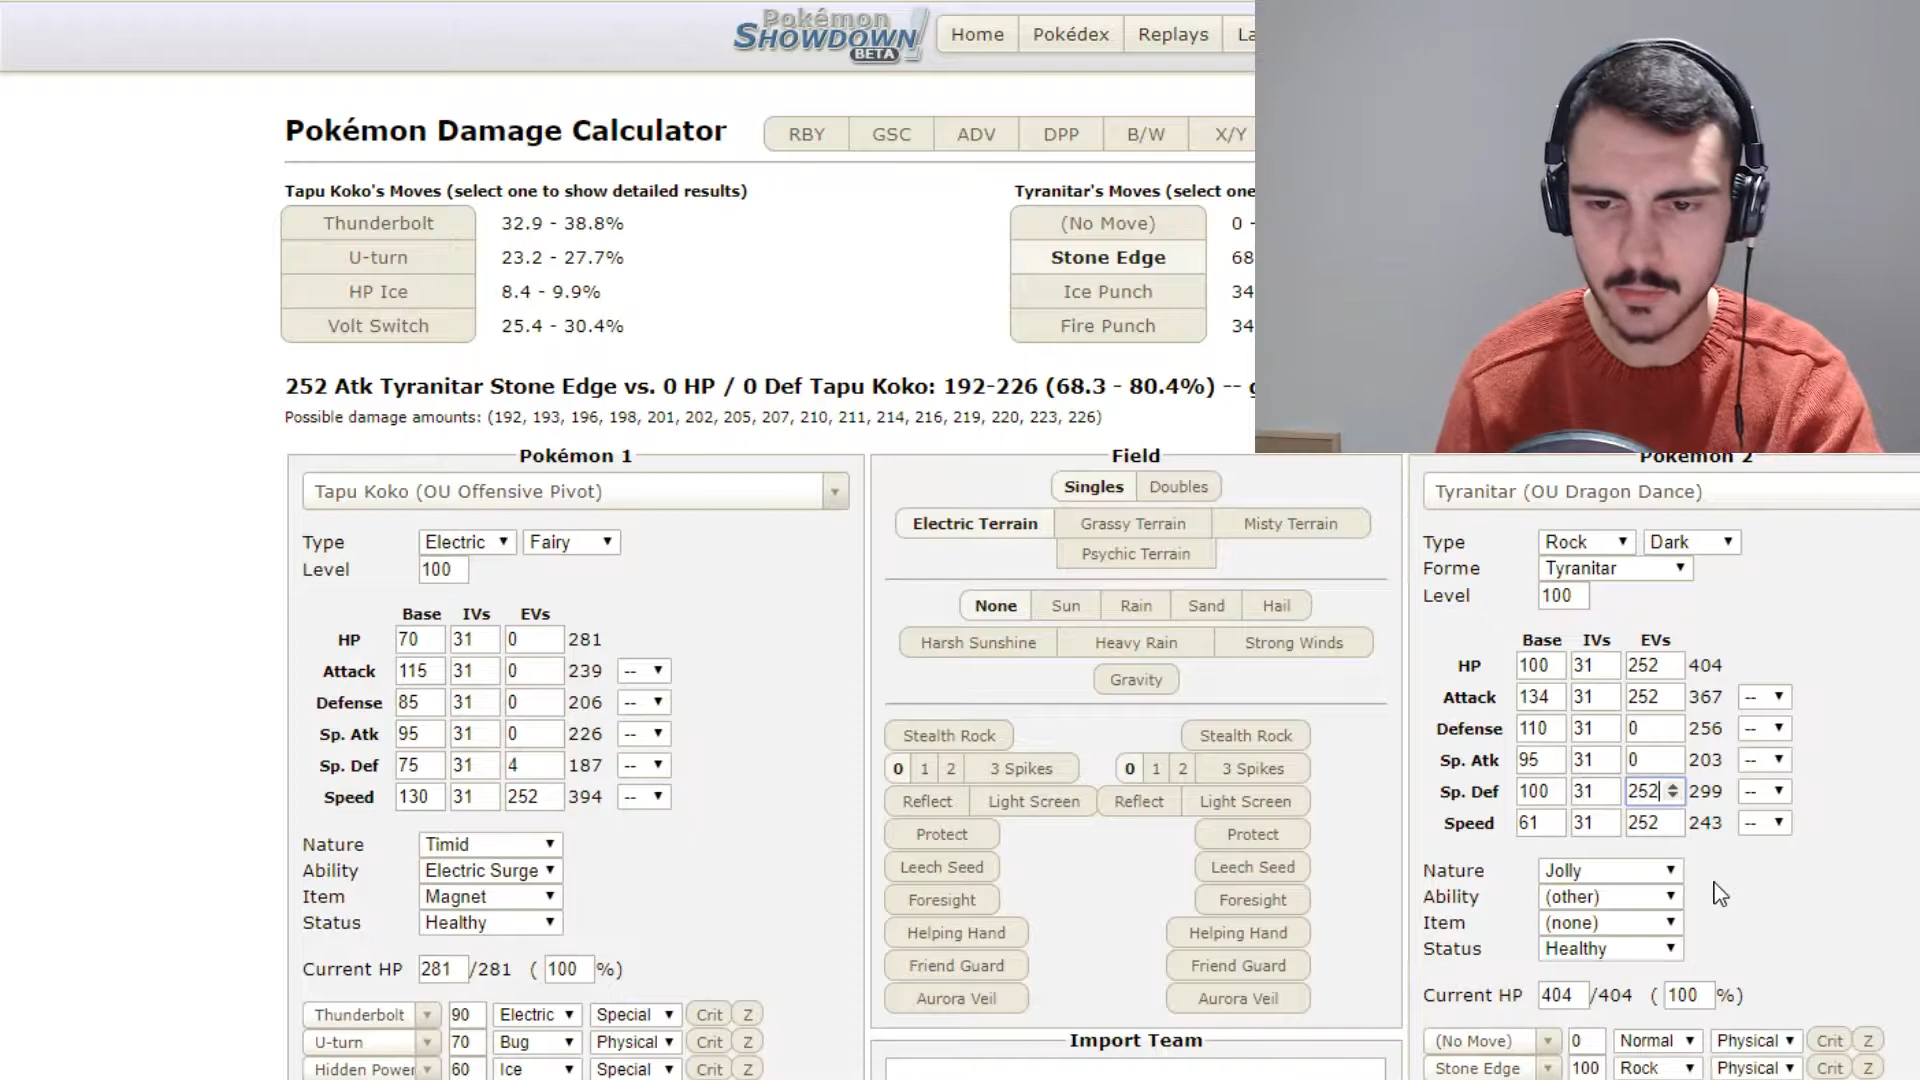 Pokémon
SHOWDOWN!
BETA
Home Pokédex Replays La
Pokémon Damage Calculator RBY GSC ADV DPP B/W X/Y
Tapu Koko's Moves (select one to show detailed results)
Thunderbolt 32.9 - 38.8%
U-turn 23.2 - 27.7%
HP Ice 8.4 - 9.9%
Volt Switch 25.4 - 30.4%
Tyranitar's Moves (select one
(No Move) 0 -
Stone Edge 68
Ice Punch 34
Fire Punch 34
252 Atk Tyranitar Stone Edge vs. 0 HP / 0 Def Tapu Koko: 192-226 (68.3 - 80.4%) -- g
Possible damage amounts: (192, 193, 196, 198, 201, 202, 205, 207, 210, 211, 214, 216, 219, 220, 223, 226)
Pokémon 1
Tapu Koko (OU Offensive Pivot)
Type Electric Fairy
Level 100
Base IVs EVs
HP 70 31 0 281
Attack 115 31 0 239 --
Defense 85 31 0 206 --
Sp. Atk 95 31 0 226 --
Sp. Def 75 31 4 187 --
Speed 130 31 252 394 --
Nature Timid
Ability Electric Surge
Item Magnet
Status Healthy
Current HP 281 /281 ( 100 %)
Thunderbolt 90 Electric Special Crit Z
U-turn 70 Bug Physical Crit Z
Hidden Power 60 Ice Special Crit Z
Field
Singles Doubles
Electric Terrain Grassy Terrain Misty Terrain
Psychic Terrain
None Sun Rain Sand Hail
Harsh Sunshine Heavy Rain Strong Winds
Gravity
Stealth Rock Stealth Rock
0 1 2 3 Spikes 0 1 2 3 Spikes
Reflect Light Screen Reflect Light Screen
Protect Protect
Leech Seed Leech Seed
Foresight Foresight
Helping Hand Helping Hand
Friend Guard Friend Guard
Aurora Veil Aurora Veil
Import Team
Pokémon 2
Tyranitar (OU Dragon Dance)
Type Rock Dark
Forme Tyranitar
Level 100
Base IVs EVs
HP 100 31 252 404
Attack 134 31 252 367 --
Defense 110 31 0 256 --
Sp. Atk 95 31 0 203 --
Sp. Def 100 31 252 299 --
Speed 61 31 252 243 --
Nature Jolly
Ability (other)
Item (none)
Status Healthy
Current HP 404 /404 ( 100 %)
(No Move) 0 Normal Physical Crit Z
Stone Edge 100 Rock Physical Crit Z